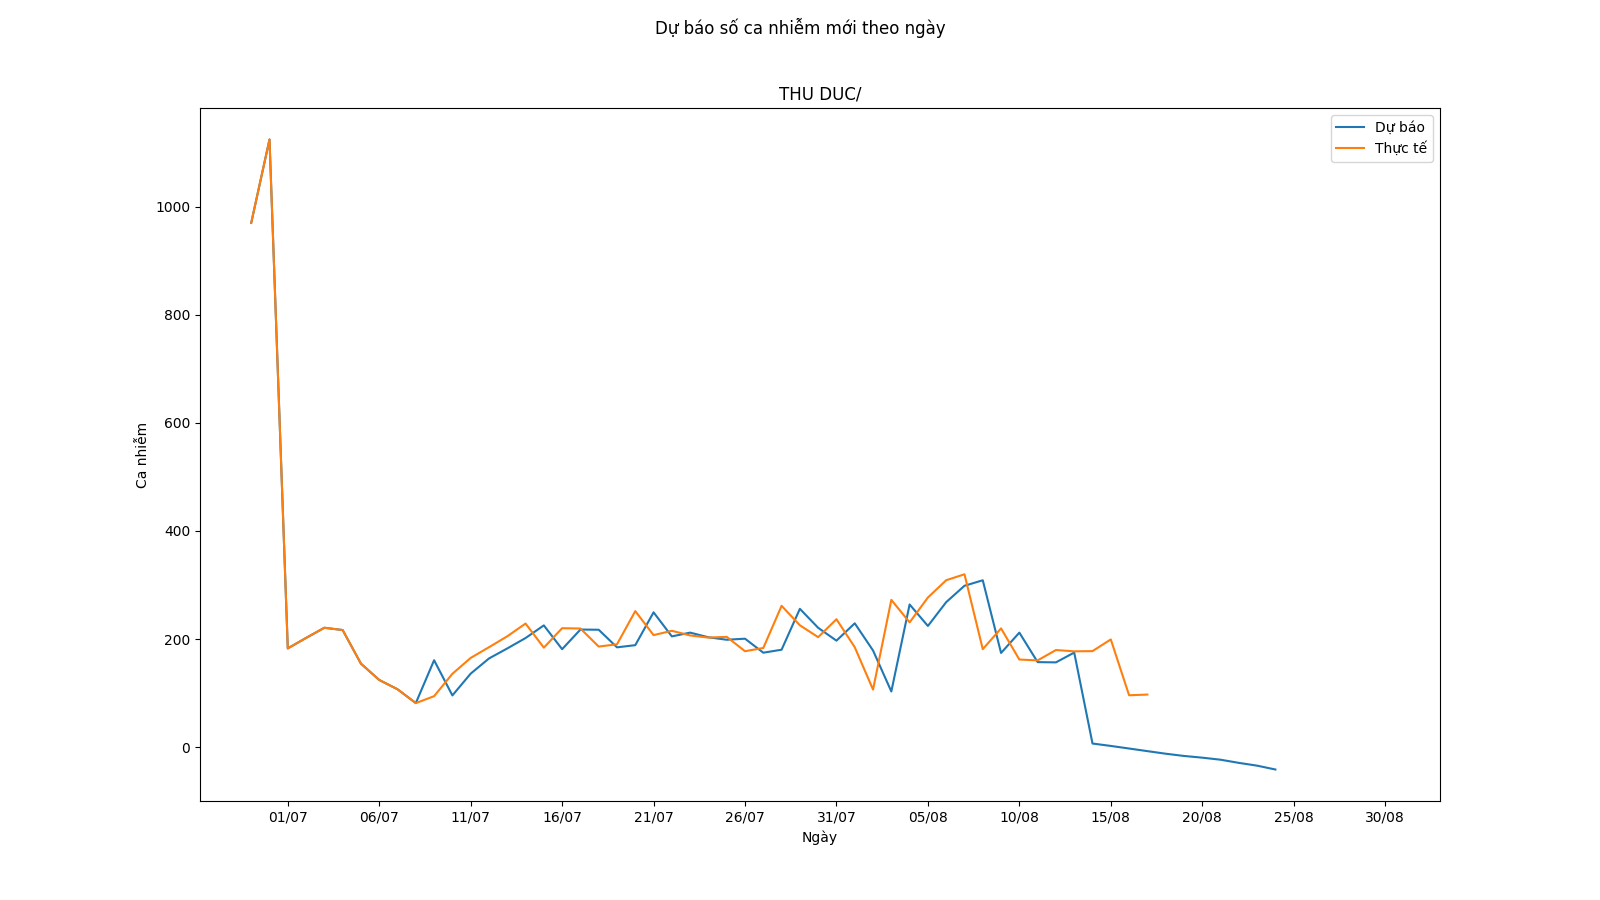 Dự báo số ca nhiễm mới theo ngày
THU DUC/
Dự báo
Thực tế
1000
800
600
400
200
0
Ca nhiễm
01/07 06/07 11/07 16/07 21/07 26/07 31/07 05/08 10/08 15/08 20/08 25/08 30/08
Ngày